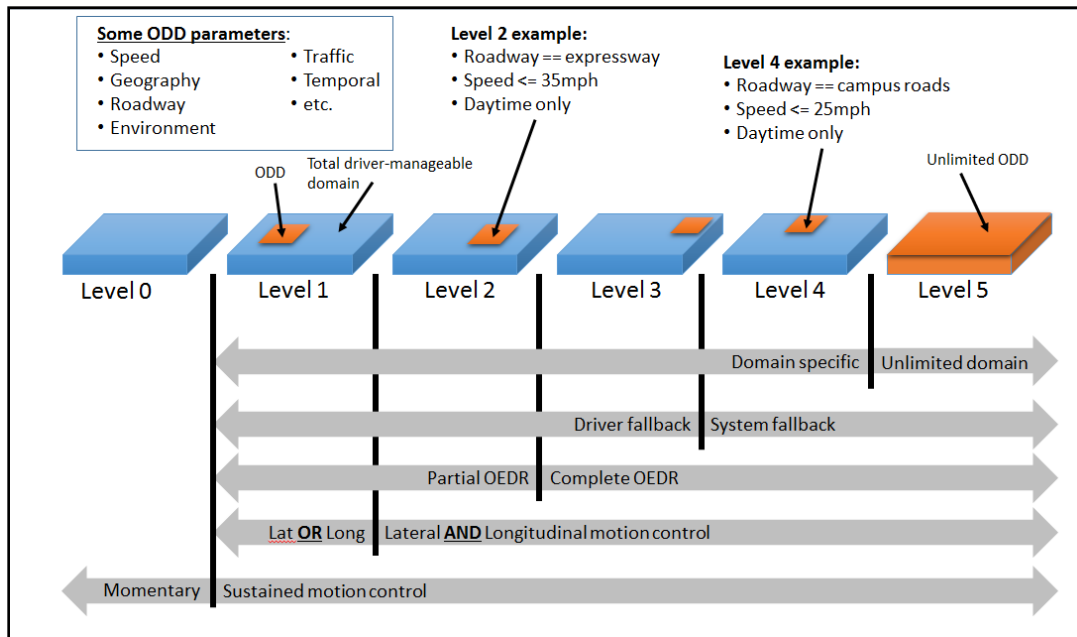 Some ODD parameters:
• Speed
• Geography
• Roadway
• Environment
• Traffic
• Temporal
• etc.
Level 2 example:
• Roadway == expressway
• Speed <= 35mph
• Daytime only
Level 4 example:
• Roadway == campus roads
• Speed <= 25mph
• Daytime only
ODD
Total driver-manageable
domain
Unlimited ODD
Level 0
Level 1
Level 2
Level 3
Level 4
Level 5
Domain specific
Unlimited domain
Driver fallback
System fallback
Partial OEDR
Complete OEDR
Lat OR Long
Lateral AND Longitudinal motion control
Momentary
Sustained motion control